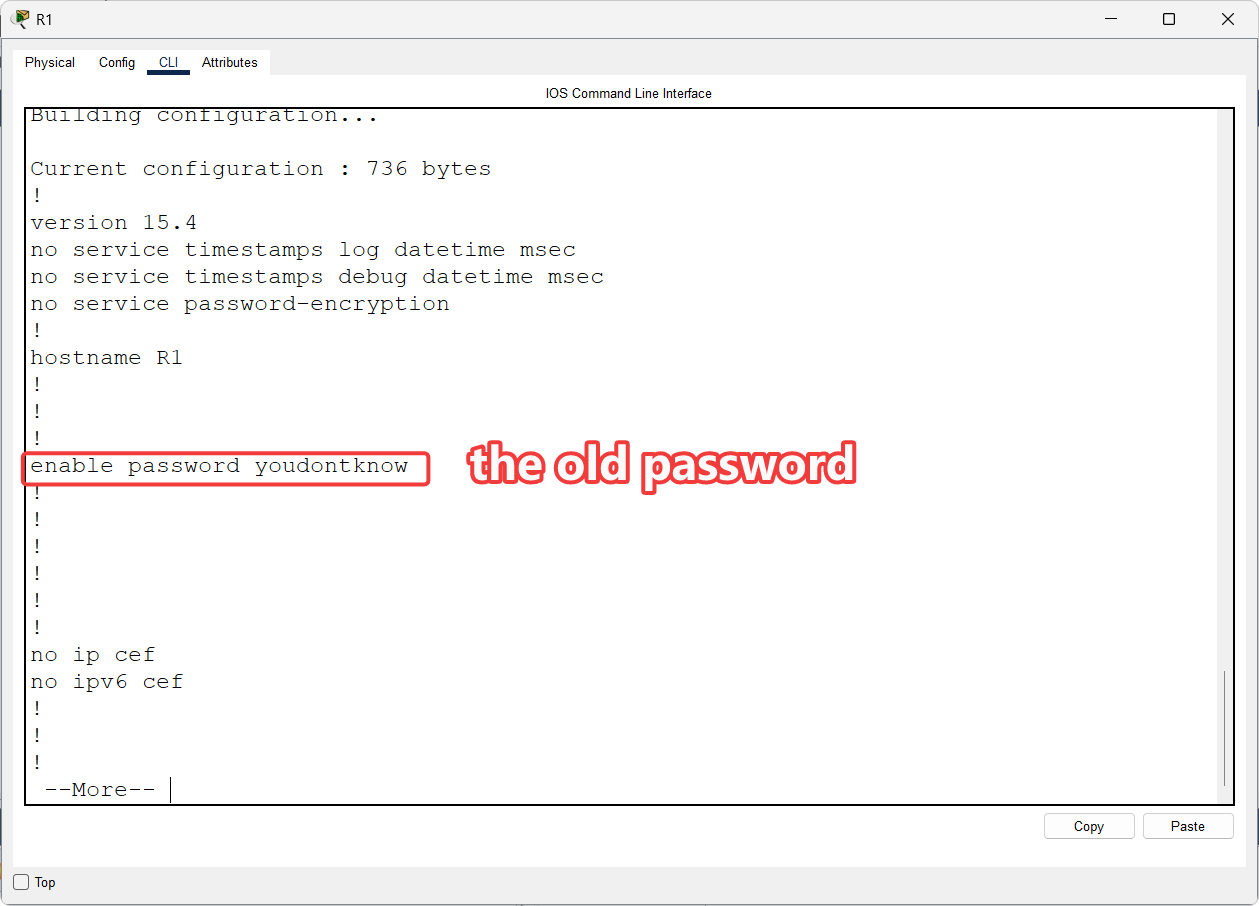 R1
Physical Config CLI Attributes
IOS Command Line Interface
Building configuration...
Current configuration : 736 bytes
!
version 15.4
no service timestamps log datetime msec
no service timestamps debug datetime msec
no service password-encryption
!
hostname R1
!
!
!
enable password youdontknow the old password
!
!
!
!
!
!
no ip cef
no ipv6 cef
!
!
!
--More--
Copy Paste
Top